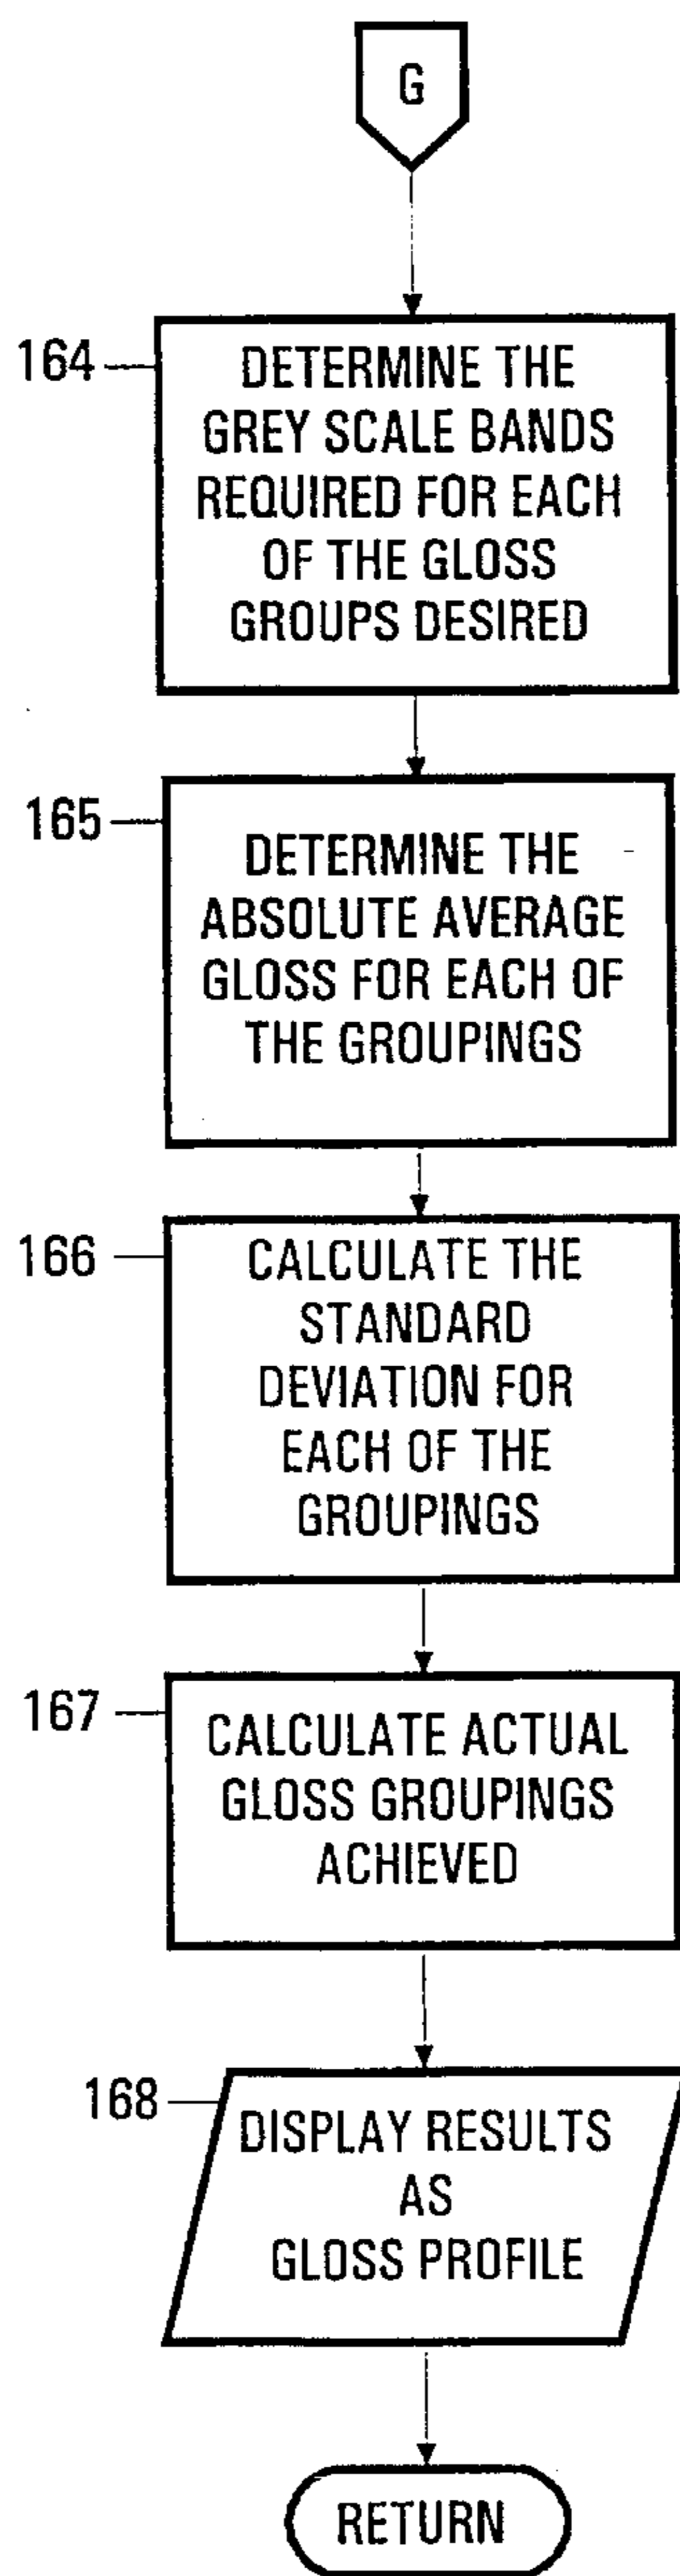 G
164
DETERMINE THE
GREY SCALE BANDS
REQUIRED FOR EACH
OF THE GLOSS
GROUPS DESIRED
165
DETERMINE THE
ABSOLUTE AVERAGE
GLOSS FOR EACH OF
THE GROUPINGS
166
CALCULATE THE
STANDARD
DEVIATION FOR
EACH OF THE
GROUPINGS
167
CALCULATE ACTUAL
GLOSS GROUPINGS
ACHIEVED
168
DISPLAY RESULTS
AS
GLOSS PROFILE
RETURN